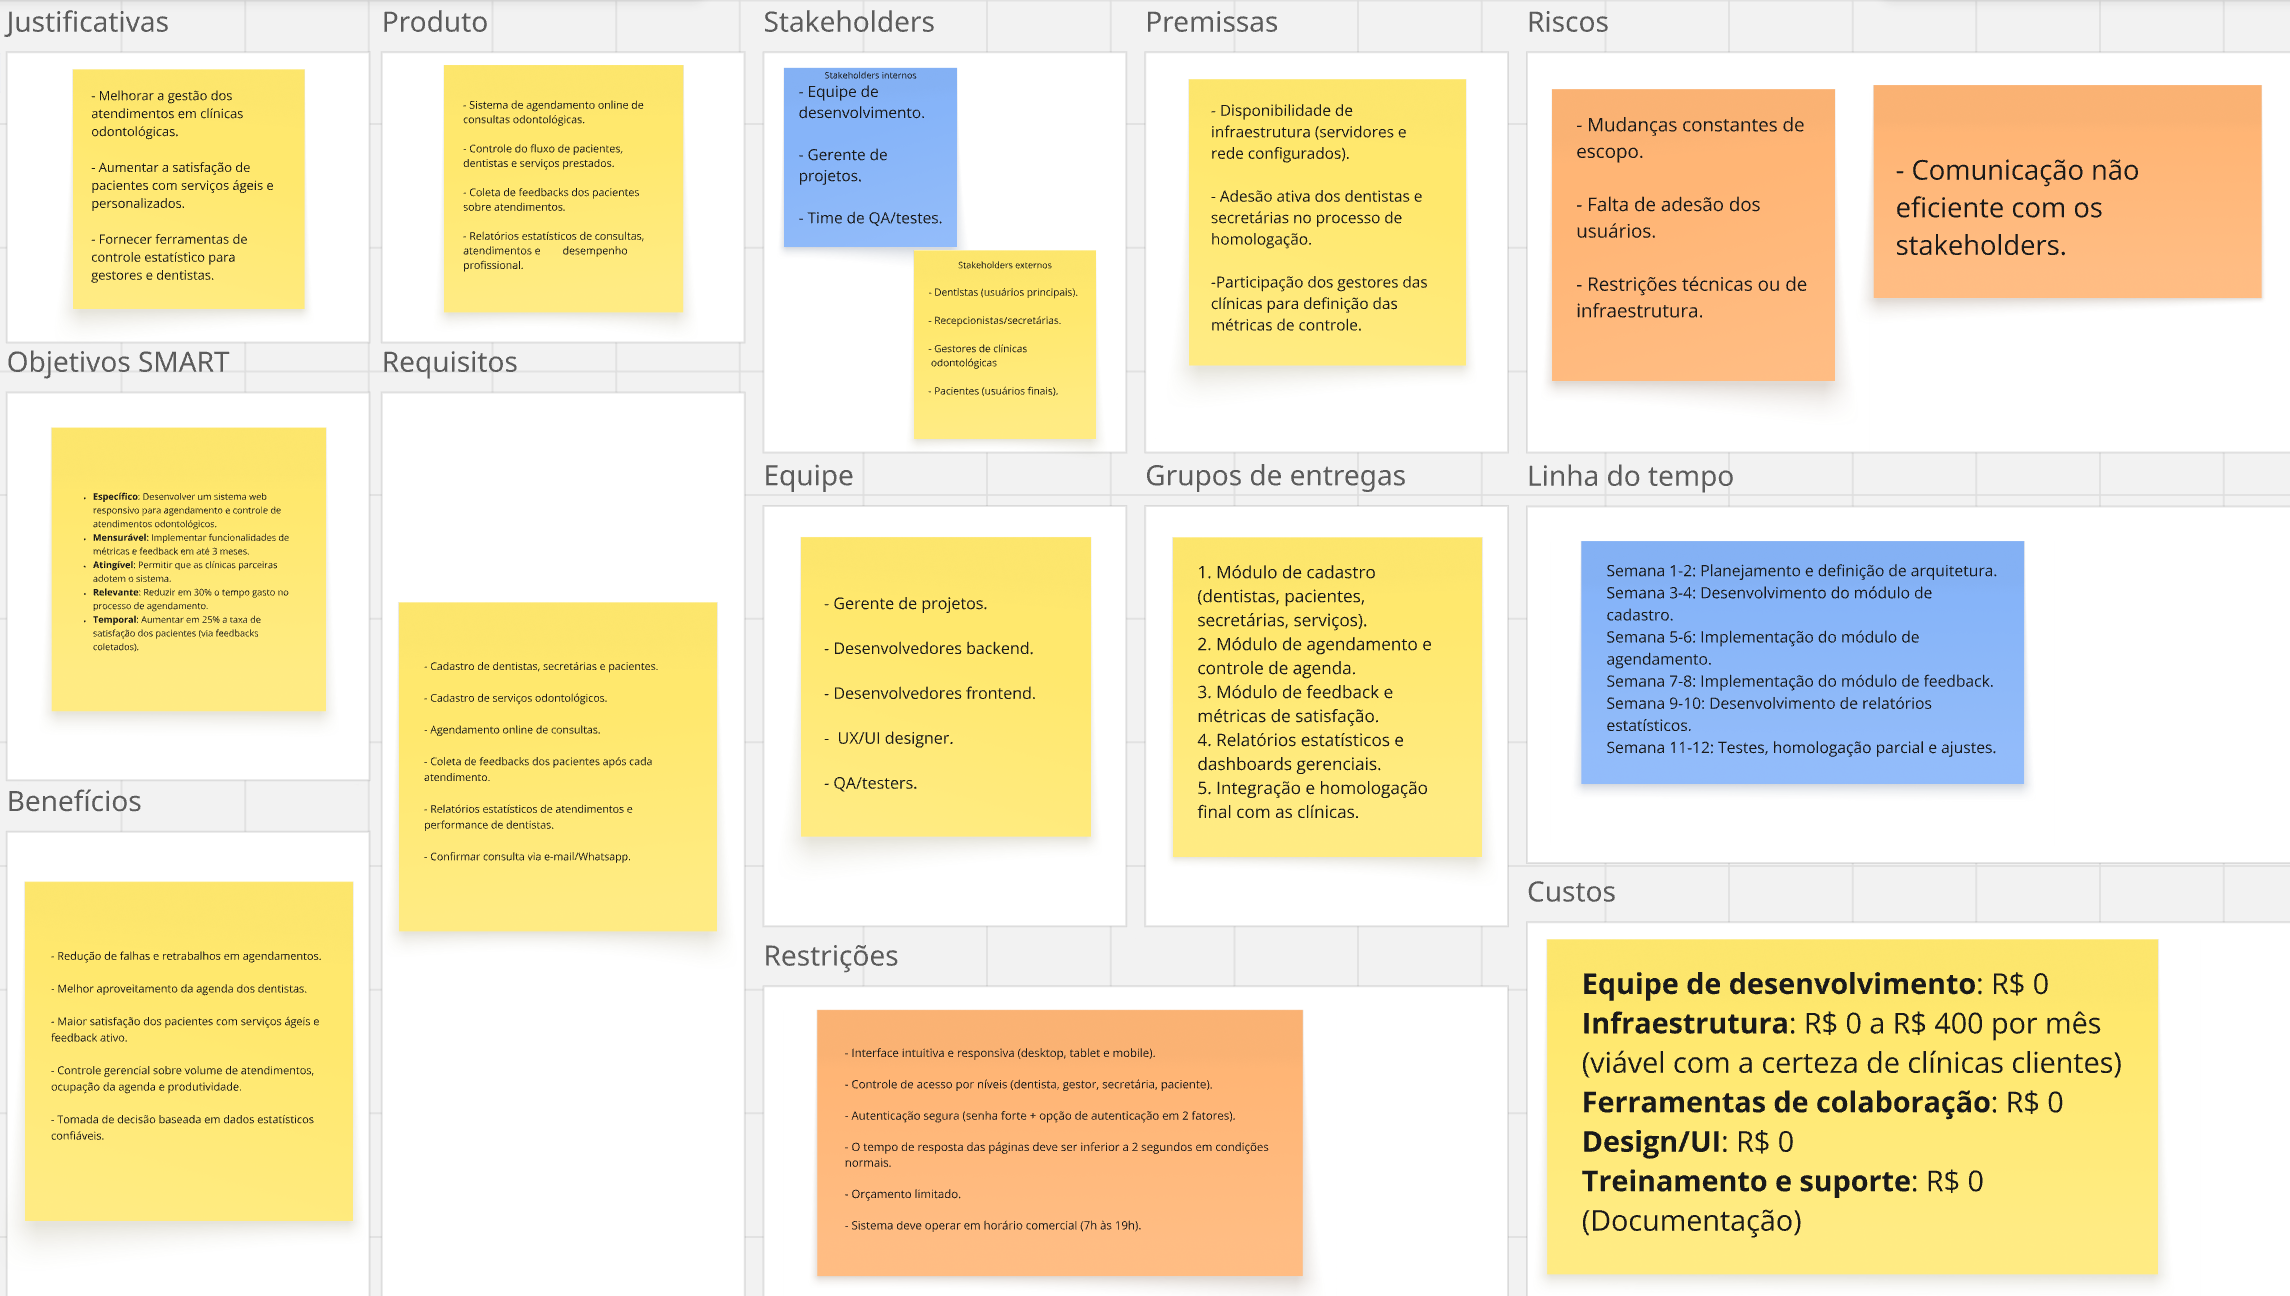 Justificativas
- Melhorar a gestão dos
atendimentos em clínicas
odontológicas.
- Aumentar a satisfação de
pacientes com serviços ágeis e
personalizados.
- Fornecer ferramentas de
controle estatístico para
gestores e dentistas.
Produto
- Sistema de agendamento online de
consultas odontológicas.
- Controle do fluxo de pacientes,
dentistas e serviços prestados.
- Coleta de feedbacks dos pacientes
sobre atendimentos.
- Relatórios estatísticos de consultas,
atendimentos e desempenho
profissional.
Stakeholders
Stakeholders internos
- Equipe de
desenvolvimento.
- Gerente de
projetos.
- Time de QA/testes.
Stakeholders externos
- Dentistas (usuários principais).
- Recepcionistas/secretárias.
- Gestores de clínicas
odontológicas
- Pacientes (usuários finais).
Premissas
- Disponibilidade de
infraestrutura (servidores e
rede configurados).
- Adesão ativa dos dentistas e
secretárias no processo de
homologação.
-Participação dos gestores das
clínicas para definição das
métricas de controle.
Riscos
- Mudanças constantes de
escopo.
- Falta de adesão dos
usuários.
- Restrições técnicas ou de
infraestrutura.
- Comunicação não
eficiente com os
stakeholders.
Objetivos SMART
• Específico: Desenvolver um sistema web
responsivo para agendamento e controle de
atendimentos odontológicos.
• Mensurável: Implementar funcionalidades de
métricas e feedback em até 3 meses.
• Atingível: Permitir que as clínicas parceiras
adotem o sistema.
• Relevante: Reduzir em 30% o tempo gasto no
processo de agendamento.
• Temporal: Aumentar em 25% a taxa de
satisfação dos pacientes (via feedbacks
coletados).
Requisitos
- Cadastro de dentistas, secretárias e pacientes.
- Cadastro de serviços odontológicos.
- Agendamento online de consultas.
- Coleta de feedbacks dos pacientes após cada
atendimento.
- Relatórios estatísticos de atendimentos e
performance de dentistas.
- Confirmar consulta via e-mail/Whatsapp.
Equipe
- Gerente de projetos.
- Desenvolvedores backend.
- Desenvolvedores frontend.
- UX/UI designer.
- QA/testers.
Grupos de entregas
1. Módulo de cadastro
(dentistas, pacientes,
secretárias, serviços).
2. Módulo de agendamento e
controle de agenda.
3. Módulo de feedback e
métricas de satisfação.
4. Relatórios estatísticos e
dashboards gerenciais.
5. Integração e homologação
final com as clínicas.
Linha do tempo
Semana 1-2: Planejamento e definição de arquitetura.
Semana 3-4: Desenvolvimento do módulo de
cadastro.
Semana 5-6: Implementação do módulo de
agendamento.
Semana 7-8: Implementação do módulo de feedback.
Semana 9-10: Desenvolvimento de relatórios
estatísticos.
Semana 11-12: Testes, homologação parcial e ajustes.
Benefícios
- Redução de falhas e retrabalhos em agendamentos.
- Melhor aproveitamento da agenda dos dentistas.
- Maior satisfação dos pacientes com serviços ágeis e
feedback ativo.
- Controle gerencial sobre volume de atendimentos,
ocupação da agenda e produtividade.
- Tomada de decisão baseada em dados estatísticos
confiáveis.
Restrições
- Interface intuitiva e responsiva (desktop, tablet e mobile).
- Controle de acesso por níveis (dentista, gestor, secretária, paciente).
- Autenticação segura (senha forte + opção de autenticação em 2 fatores).
- O tempo de resposta das páginas deve ser inferior a 2 segundos em condições
normais.
- Orçamento limitado.
- Sistema deve operar em horário comercial (7h às 19h).
Custos
Equipe de desenvolvimento: R$ 0
Infraestrutura: R$ 0 a R$ 400 por mês
(viável com a certeza de clínicas clientes)
Ferramentas de colaboração: R$ 0
Design/UI: R$ 0
Treinamento e suporte: R$ 0
(Documentação)